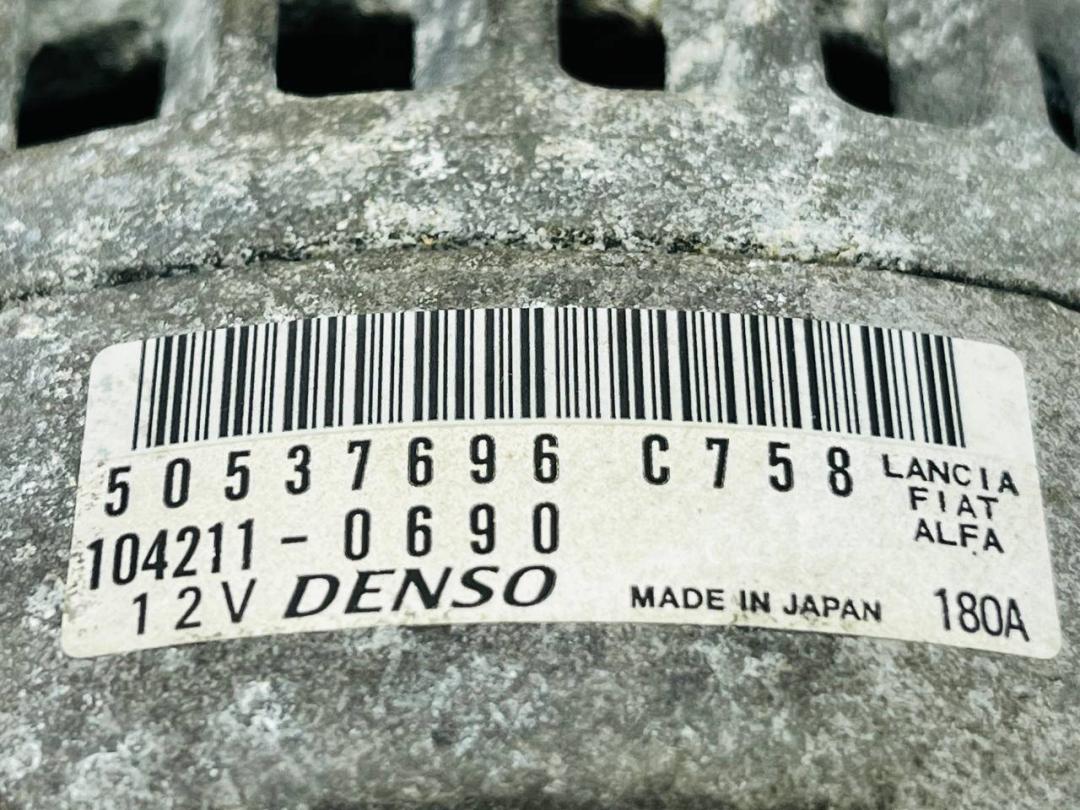 50537696 C758
LANCIA
FIAT
ALFA
104211-0690
12V DENSO MADE IN JAPAN 180A